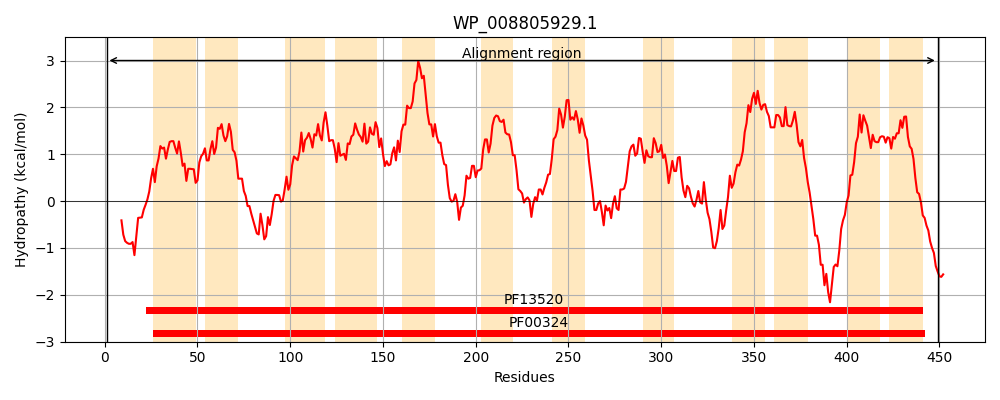 WP_008805929.1
Alignment region
Hydropathy (kcal/mol)
3
2
1
0
−1
−2
−3
PF13520
PF00324
0 50 100 150 200 250 300 350 400 450
Residues